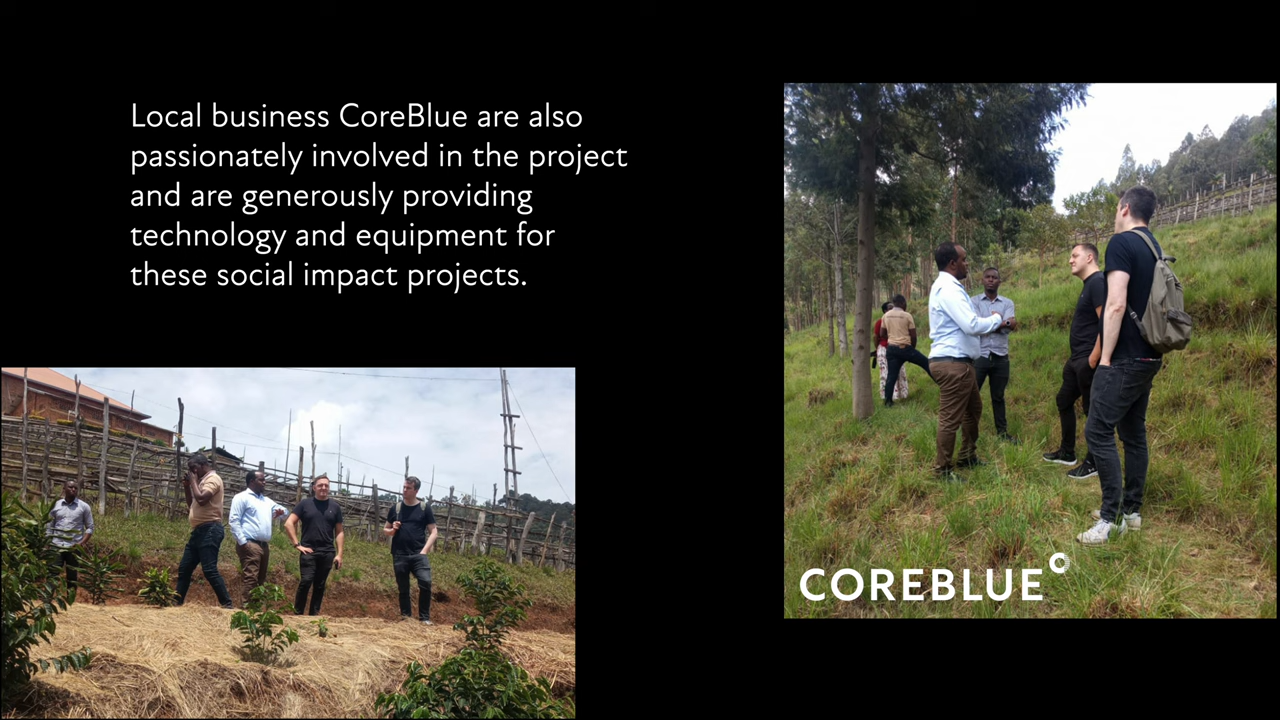 Local business CoreBlue are also
passionately involved in the project
and are generously providing
technology and equipment for
these social impact projects.
COREBLUE